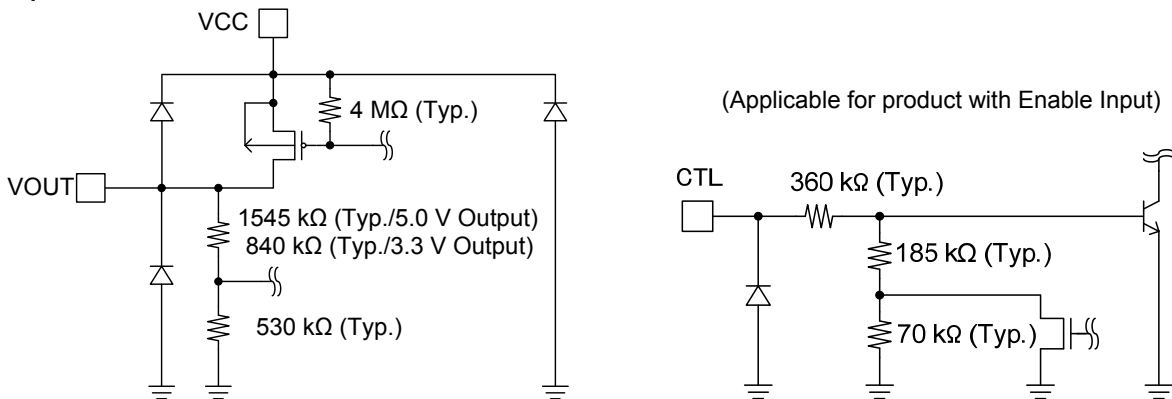 VCC
4 MΩ (Typ.)
VOUT
1545 kΩ (Typ./5.0 V Output)
840 kΩ (Typ./3.3 V Output)
530 kΩ (Typ.)
(Applicable for product with Enable Input)
CTL
360 kΩ (Typ.)
185 kΩ (Typ.)
70 kΩ (Typ.)